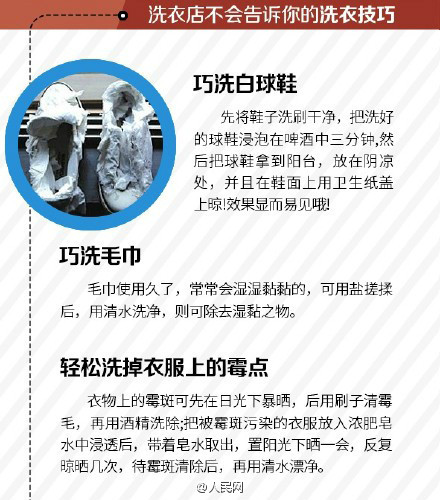 洗衣店不会告诉你的洗衣技巧
巧洗白球鞋
先将鞋子洗刷干净，把洗好
的球鞋浸泡在啤酒中三分钟,然
后把球鞋拿到阳台，放在阴凉
处，并且在鞋面上用卫生纸盖
上晾!效果显而易见哦!
巧洗毛巾
毛巾使用久了，常常会湿湿黏黏的，可用盐搓揉
后，用清水洗净，则可除去湿黏之物。
轻松洗掉衣服上的霉点
衣物上的霉斑可先在日光下暴晒，后用刷子清霉
毛，再用酒精洗除;把被霉斑污染的衣服放入浓肥皂
水中浸透后，带着皂水取出，置阳光下晒一会，反复
晾晒几次，待霉斑清除后，再用清水漂净。
@人民网